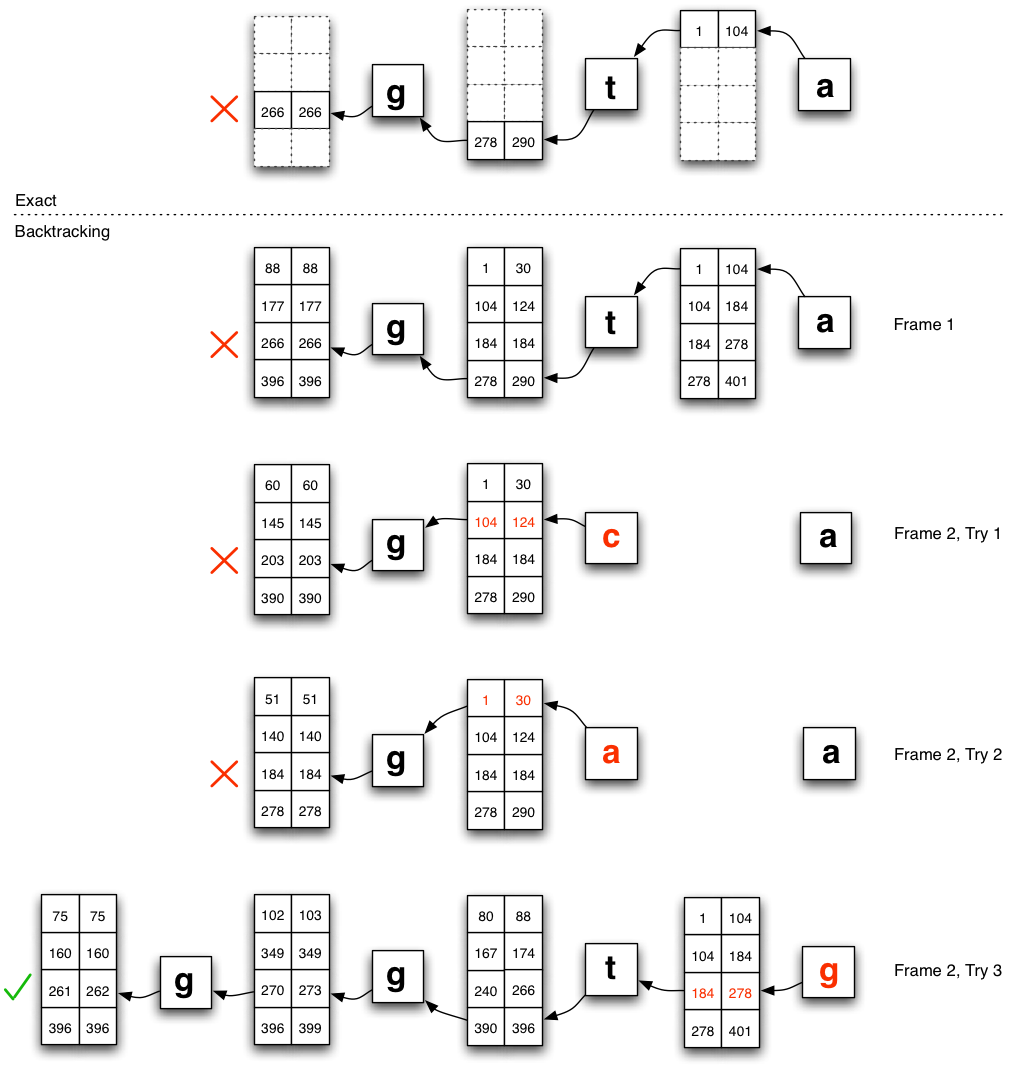 1 104
266 266 g 278 290 t a
Exact
Backtracking
88 88 1 30 1 104
177 177 104 124 104 184
266 266 g 184 184 t 184 278 a Frame 1
396 396 278 290 278 401
60 60 1 30
145 145 104 124 c a Frame 2, Try 1
203 203 g 184 184
390 390 278 290
51 51 1 30
140 140 104 124
184 184 g 184 184 a a Frame 2, Try 2
278 278 278 290
75 75 102 103 80 88 1 104
160 160 349 349 167 174 104 184
261 262 g 270 273 g 240 266 t 184 278 g Frame 2, Try 3
396 396 396 399 390 396 278 401